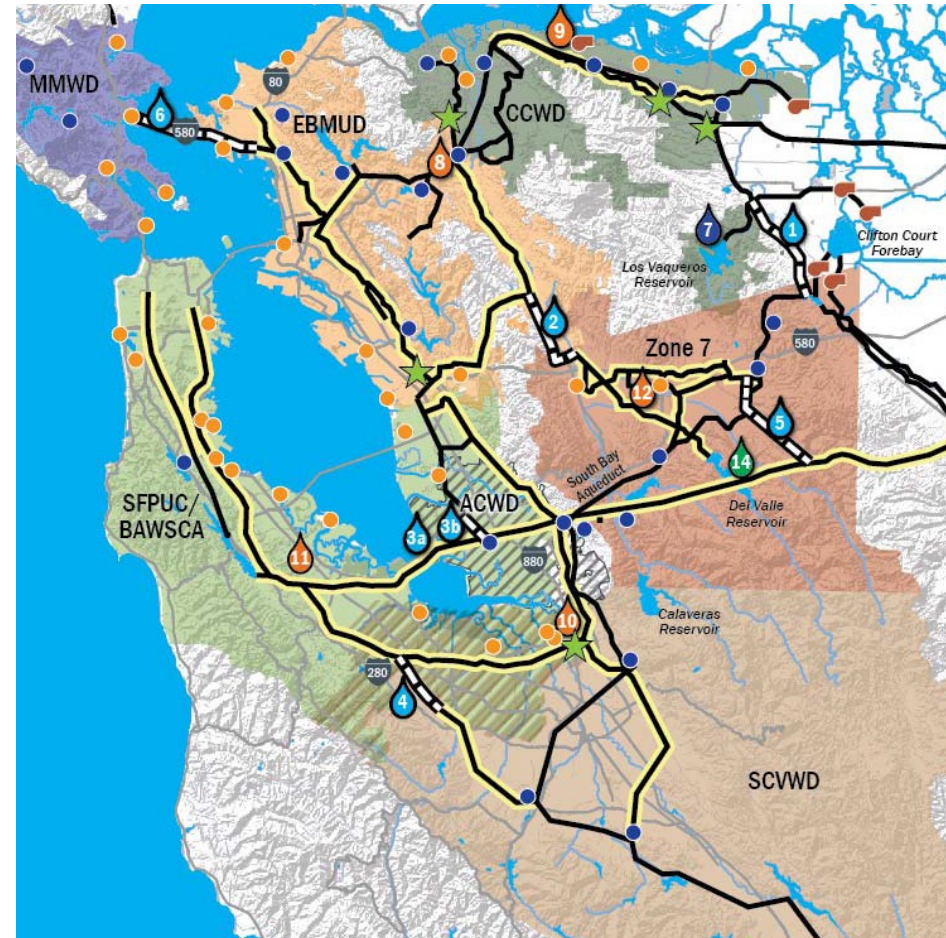 9
MMWD
80
6
580
EBMUD
CCWD
8
7
1
Clifton Court
Forebay
Los Vaqueros
Reservoir
2
Zone 7
580
12
5
14
South Bay
Aqueduct
Del Valle
Reservoir
SFPUC/
BAWSCA
ACWD
3a
3b
880
11
10
Calaveras
Reservoir
280
4
SCVWD